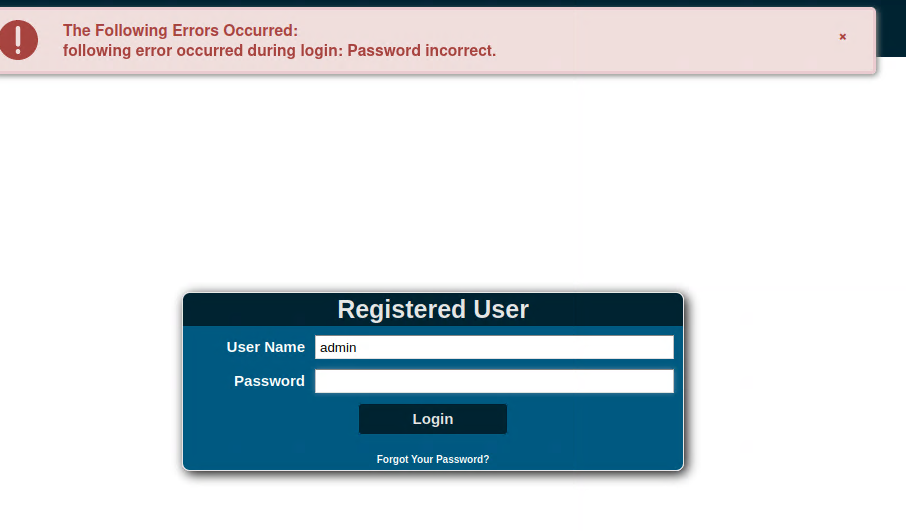 The Following Errors Occurred:
following error occurred during login: Password incorrect.
×
Registered User
User Name
admin
Password
Login
Forgot Your Password?